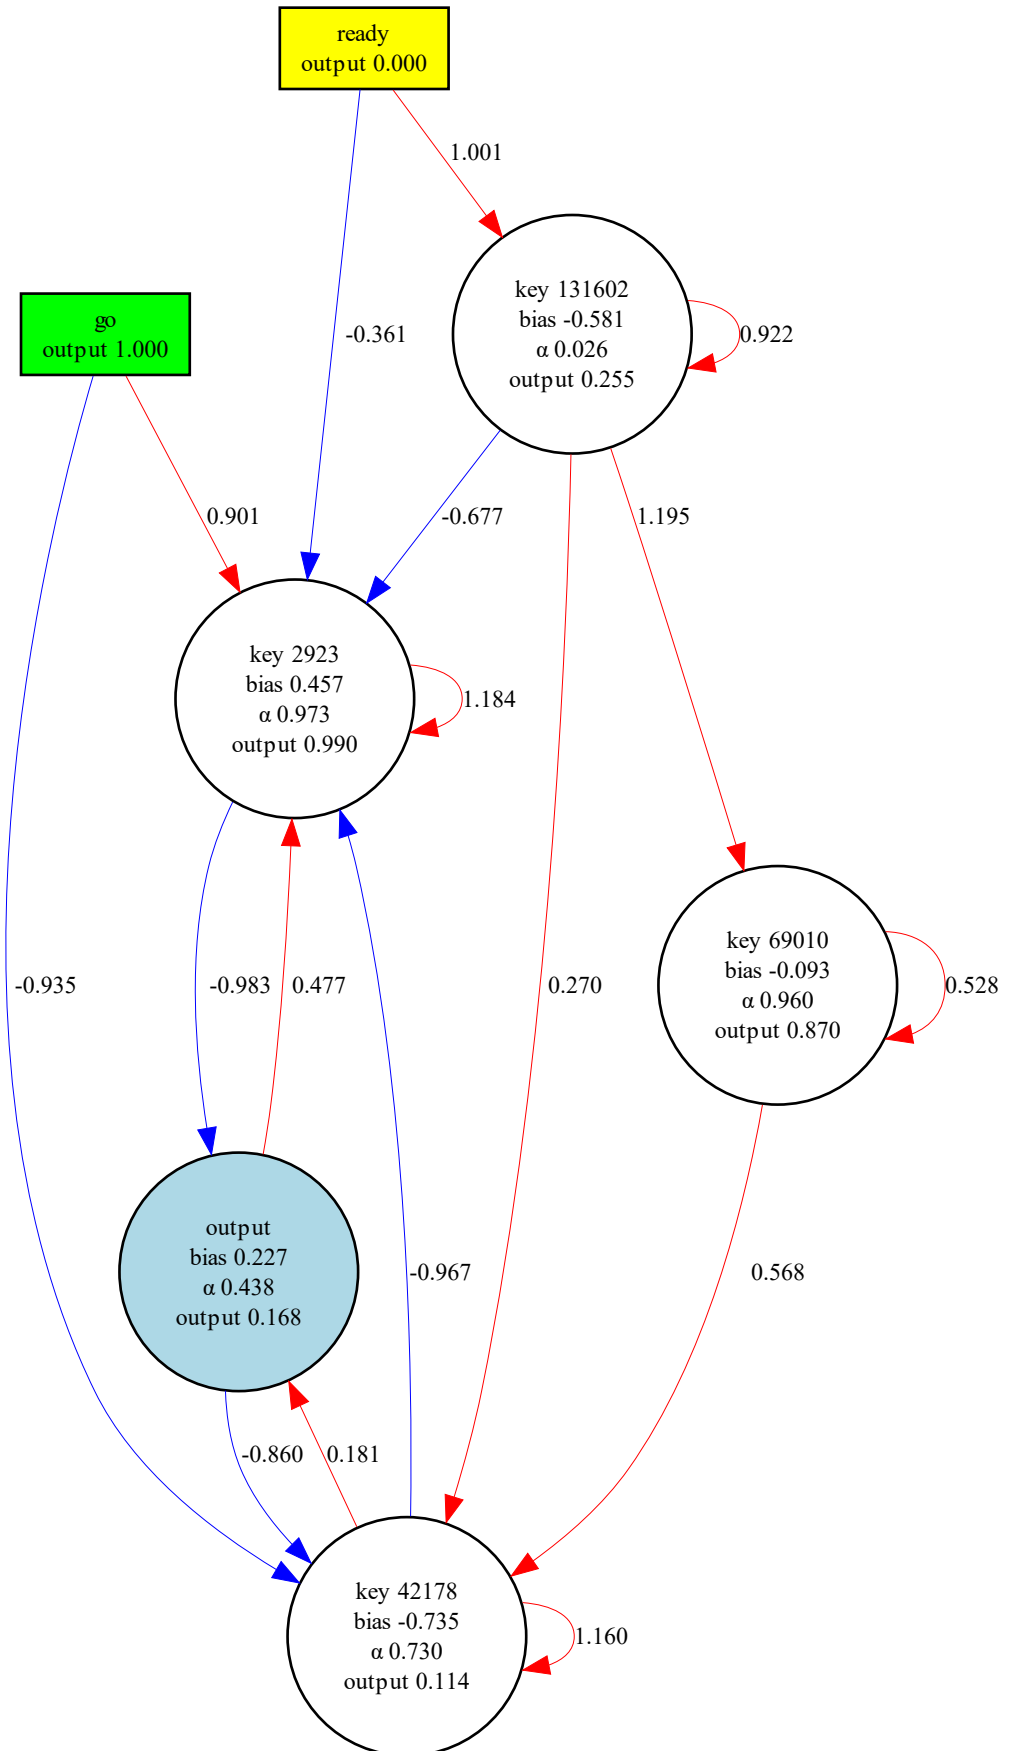 ready
output 0.000
1.001
key 131602
bias -0.581
α 0.026
output 0.255
0.922
go
output 1.000
-0.361
0.901
-0.677
1.195
key 2923
bias 0.457
α 0.973
output 0.990
1.184
key 69010
bias -0.093
α 0.960
output 0.870
0.528
-0.935
-0.983
0.477
0.270
output
bias 0.227
α 0.438
output 0.168
-0.967
0.568
-0.860
0.181
key 42178
bias -0.735
α 0.730
output 0.114
1.160